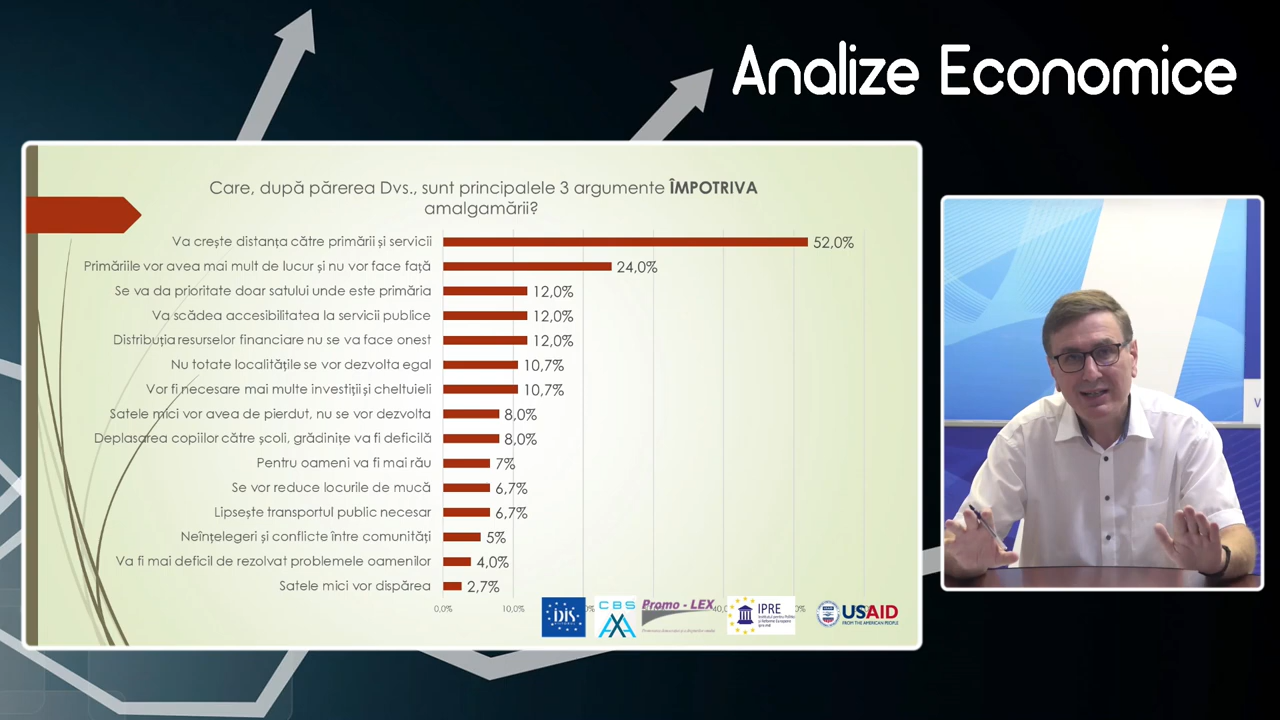 Analize Economice
Care, după părerea Dvs., sunt principalele 3 argumente ÎMPOTRIVA
amalgamării?
Va crește distanța către primării și servicii 52,0%
Primăriile vor avea mai mult de lucur și nu vor face față 24,0%
Se va da prioritate doar satului unde este primăria 12,0%
Va scădea accesibilitatea la servicii publice 12,0%
Distribuția resurselor financiare nu se va face onest 12,0%
Nu totate localitățile se vor dezvolta egal 10,7%
Vor fi necesare mai multe investiții și cheltuieli 10,7%
Satele mici vor avea de pierdut, nu se vor dezvolta 8,0%
Deplasarea copiilor către școli, grădinițe va fi deficilă 8,0%
Pentru oameni va fi mai rău 7%
Se vor reduce locurile de mucă 6,7%
Lipsește transportul public necesar 6,7%
Neînțelegeri și conflicte între comunități 5%
Va fi mai deficil de rezolvat problemele oamenilor 4,0%
Satele mici vor dispărea 2,7%
0,0% 10,0%
DIS
CBS
AXA
Promo - LEX
IPRE
USAID
FROM THE AMERICAN PEOPLE
V